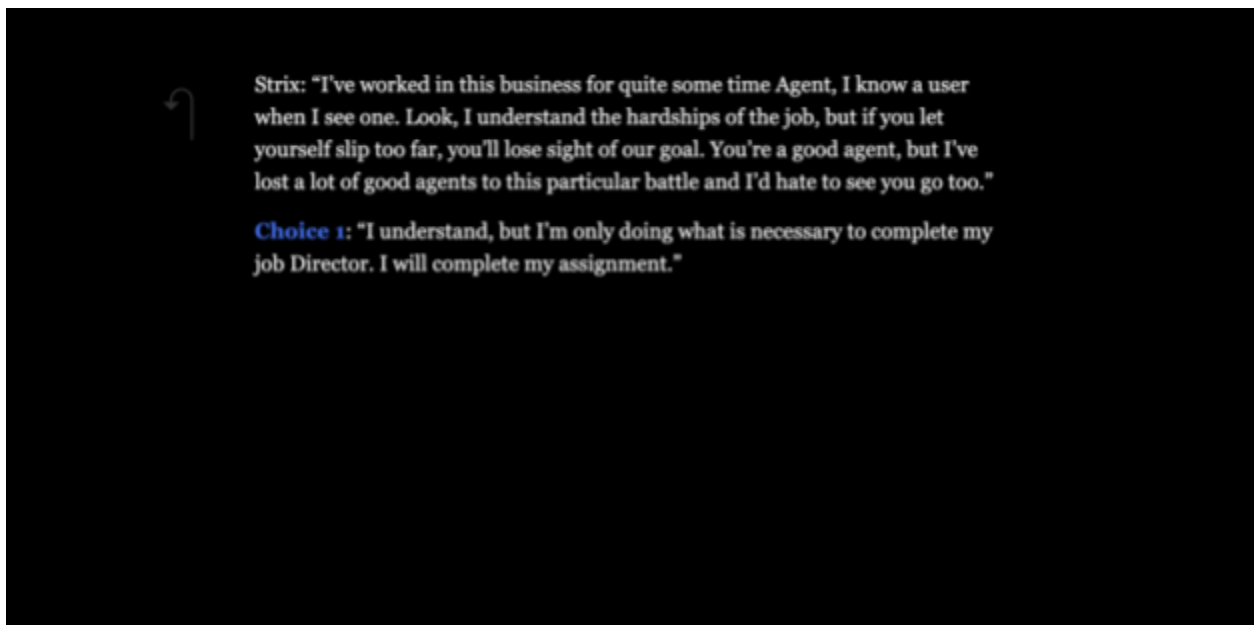 Strix: “I’ve worked in this business for quite some time Agent, I know a user
when I see one. Look, I understand the hardships of the job, but if you let
yourself slip too far, you’ll lose sight of our goal. You’re a good agent, but I’ve
lost a lot of good agents to this particular battle and I’d hate to see you go too.”
Choice 1: “I understand, but I’m only doing what is necessary to complete my
job Director. I will complete my assignment.”